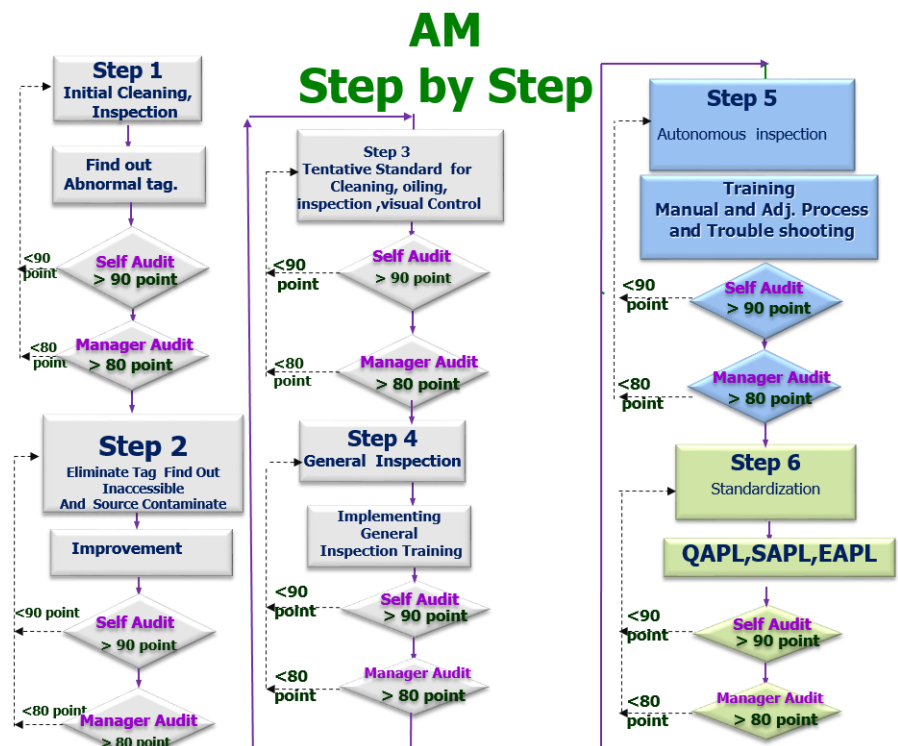 AM
Step by Step
Step 1
Initial Cleaning,
Inspection
Find out
Abnormal tag.
<90
point
Self Audit
> 90 point
<80
point
Manager Audit
> 80 point
Step 2
Eliminate Tag Find Out
Inaccessible
And Source Contaminate
Improvement
<90 point
Self Audit
> 90 point
<80 point
Manager Audit
> 80 point
Step 3
Tentative Standard for
Cleaning, oiling,
inspection ,visual Control
<90
point
Self Audit
> 90 point
<80
point
Manager Audit
> 80 point
Step 4
General Inspection
Implementing
General
Inspection Training
<90
point
Self Audit
> 90 point
<80
point
Manager Audit
> 80 point
Step 5
Autonomous inspection
Training
Manual and Adj. Process
and Trouble shooting
<90
point
Self Audit
> 90 point
<80
point
Manager Audit
> 80 point
Step 6
Standardization
QAPL,SAPL,EAPL
<90
point
Self Audit
> 90 point
<80
point
Manager Audit
> 80 point